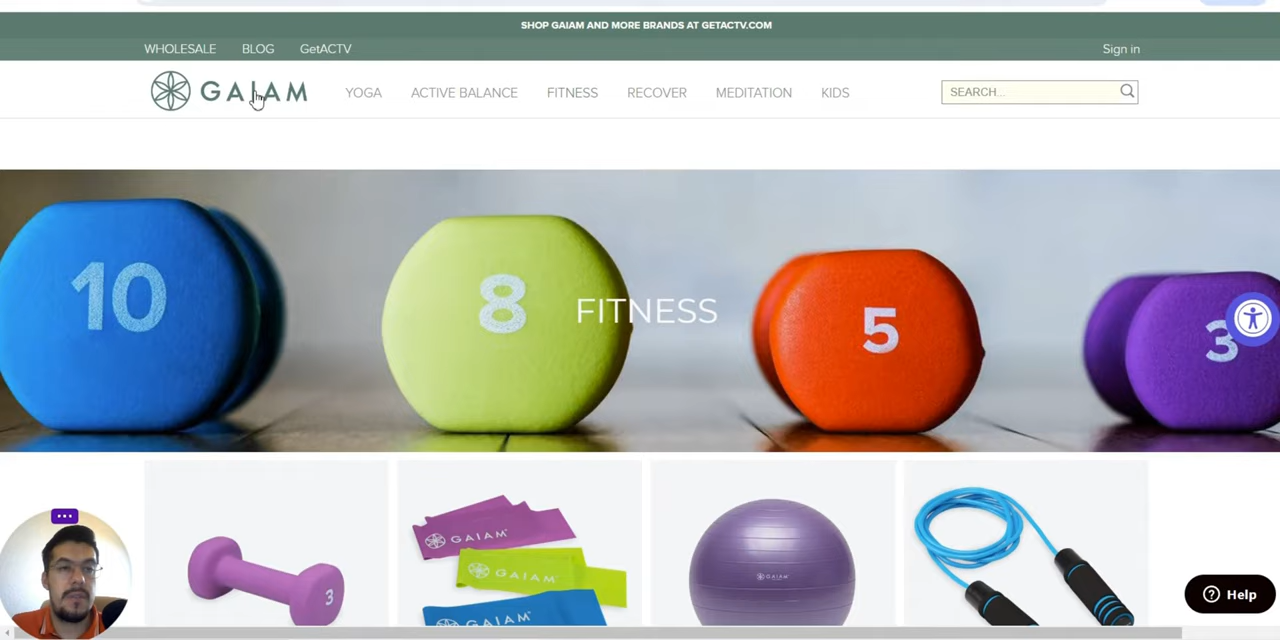 SHOP GAIAM AND MORE BRANDS AT GETACTV.COM
WHOLESALE BLOG GetACTV Sign in
GAIAM YOGA ACTIVE BALANCE FITNESS RECOVER MEDITATION KIDS SEARCH...
10 8 5 3
FITNESS
3
GAIAM
GAIAM
GAIAM
GAIAM
Help